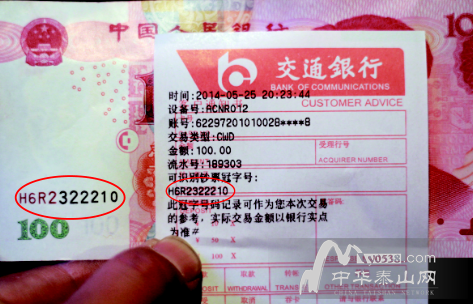 中国人民银行
交通银行
BANK OF COMMUNICATIONS
CUSTOMER ADVICE
时间:2014-05-25 20:23:44
设备号:RCNR0T2
账号:62297201010028****8
交易类型:CWD
金额:100.00
受理行号
ACQUIRER NUMBER
流水号:189303
可识别钞票冠字号:
H6R2322210
H6R2322210
此冠字号码记录可作为您本次交易
的参考,实际交易金额以银行实点
为准#
100
100 X
50 X
y0538.com
中华泰山网